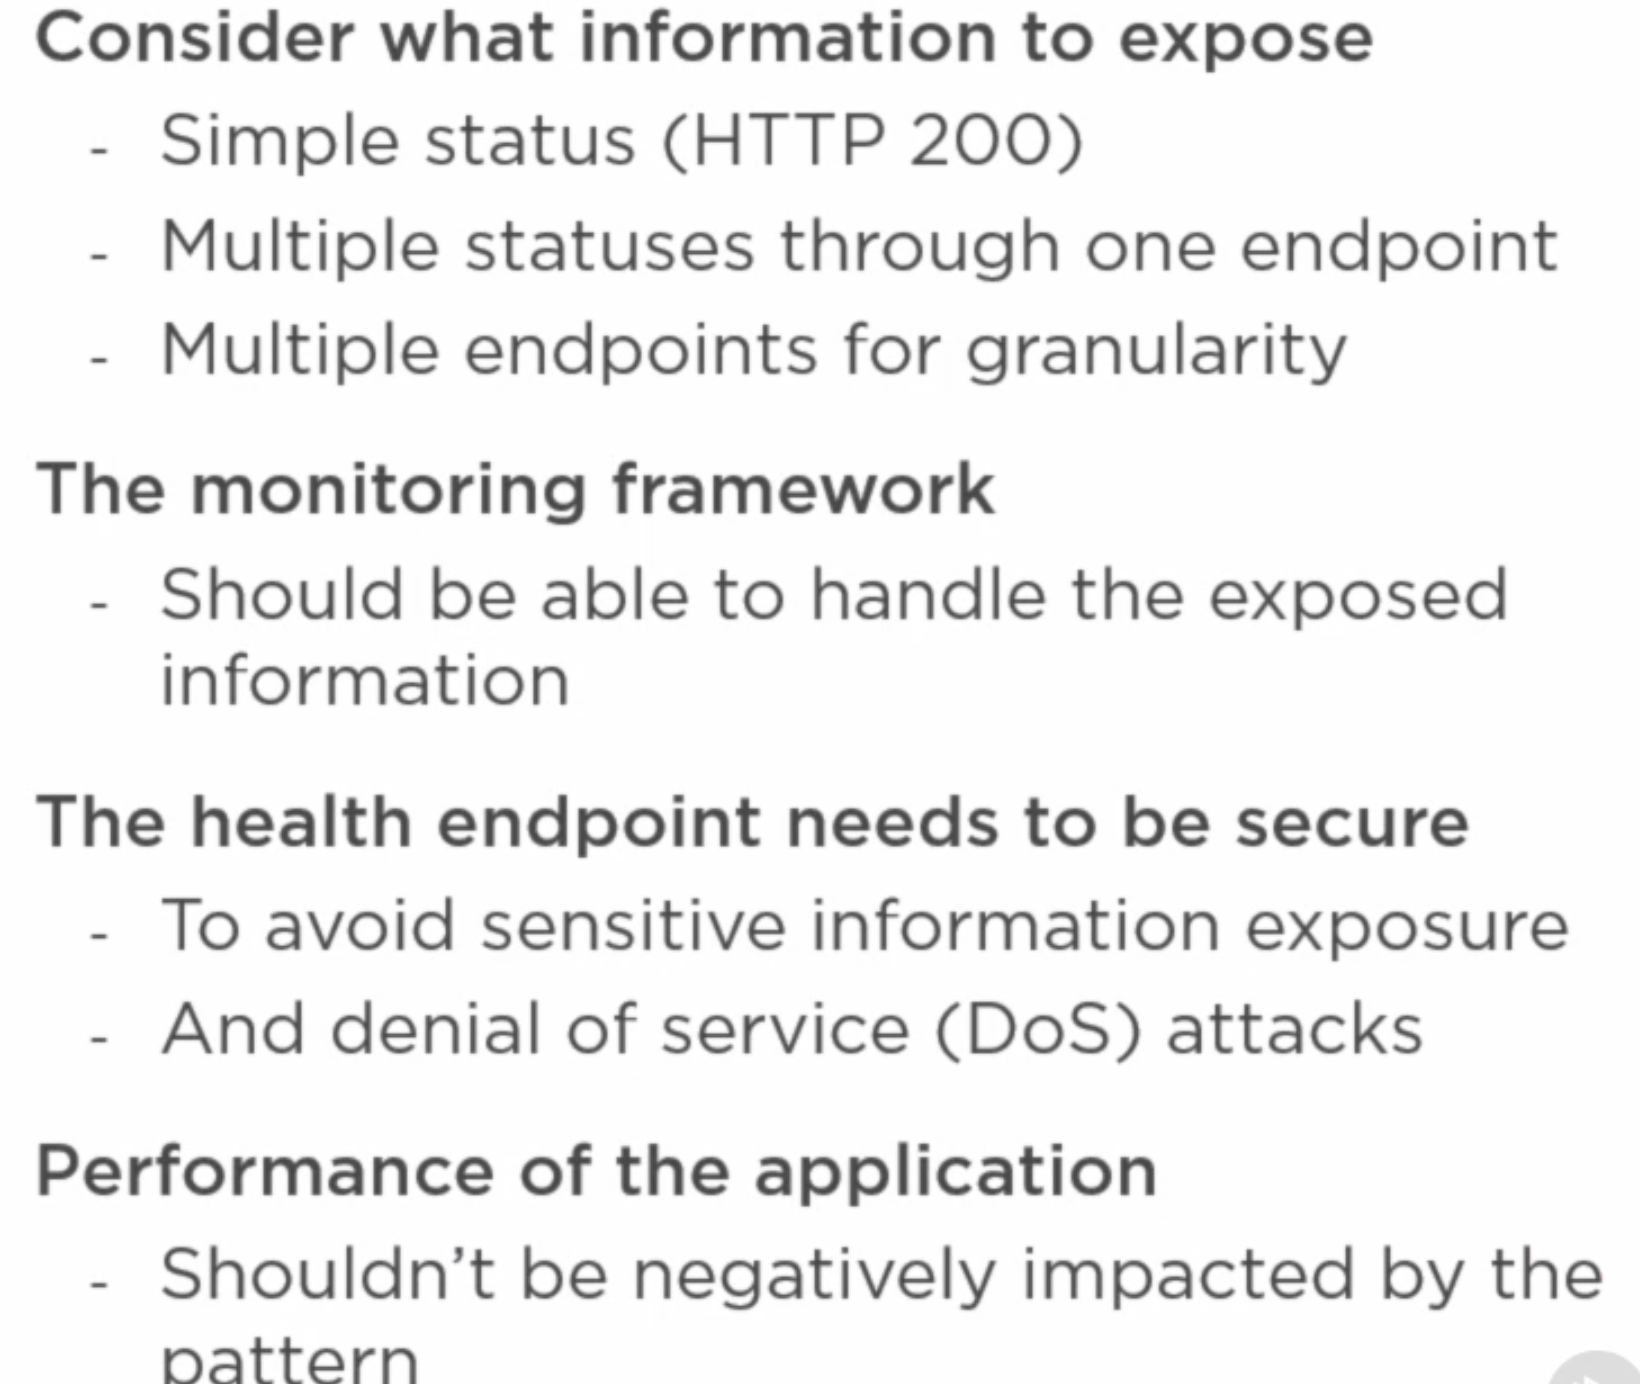 Consider what information to expose
- Simple status (HTTP 200)
- Multiple statuses through one endpoint
- Multiple endpoints for granularity
The monitoring framework
- Should be able to handle the exposed
information
The health endpoint needs to be secure
- To avoid sensitive information exposure
- And denial of service (DoS) attacks
Performance of the application
- Shouldn't be negatively impacted by the
pattern